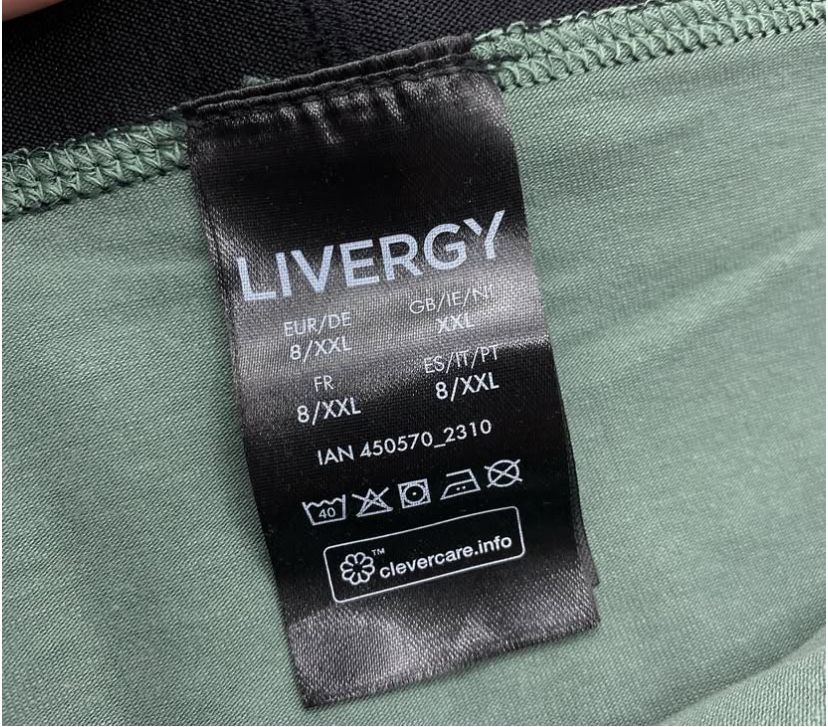 LIVERGY
EUR/DE
8/XXL
GB/IE/NI
XXL
FR
8/XXL
ES/IT/PT
8/XXL
IAN 450570_2310
40
™ clevercare.info